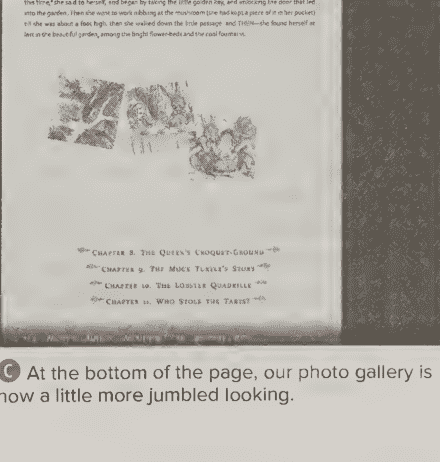 this time," she said to herself, and began by taking the little golden key, and unlocking the door that led
into the garden. Then she went to work nibbling at the mushroom (she had kept a piece of it in her pocket)
till she was about a foot high: then she walked down the little passage: and THEN—she found herself at
last in the beautiful garden, among the bright flower-beds and the cool fountains.
CHAPTER 8. THE QUEEN'S CROQUET-GROUND
CHAPTER 9. THE MOCK TURTLE'S STORY
CHAPTER 10. THE LOBSTER QUADRILLE
CHAPTER 11. WHO STOLE THE TARTS?
C At the bottom of the page, our photo gallery is
now a little more jumbled looking.